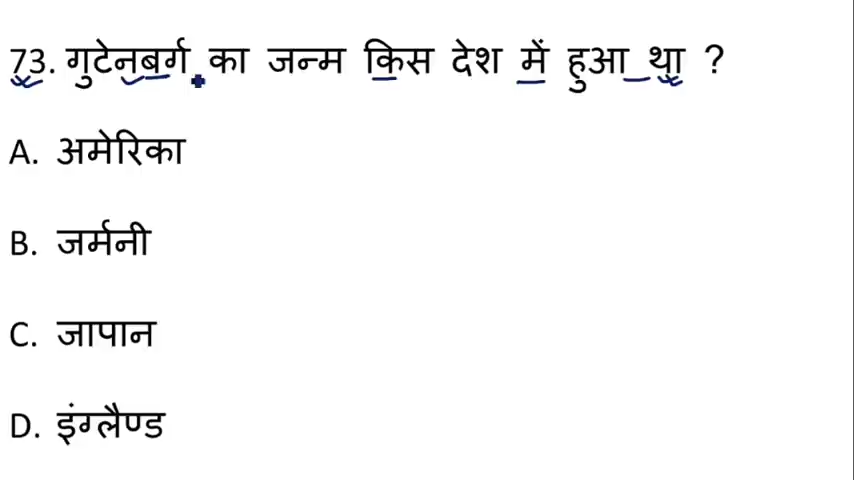 73. गुटेनबर्ग का जन्म किस देश में हुआ था ?
A. अमेरिका
B. जर्मनी
C. जापान
D. इंग्लैण्ड